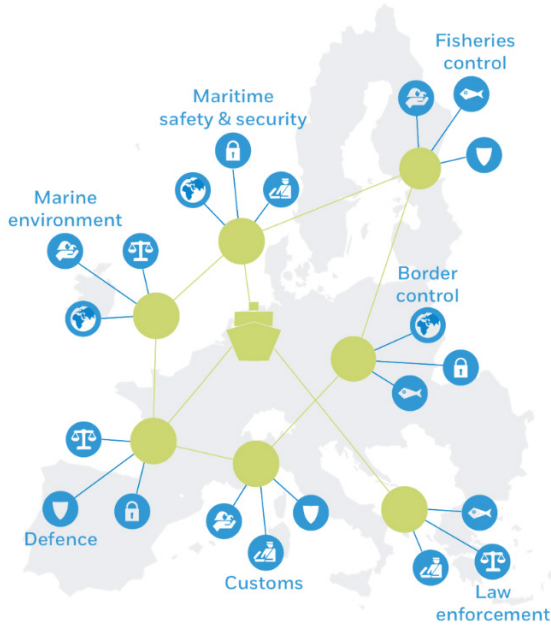 Fisheries
control
Maritime
safety & security
Marine
environment
Border
control
Defence
Customs
Law
enforcement